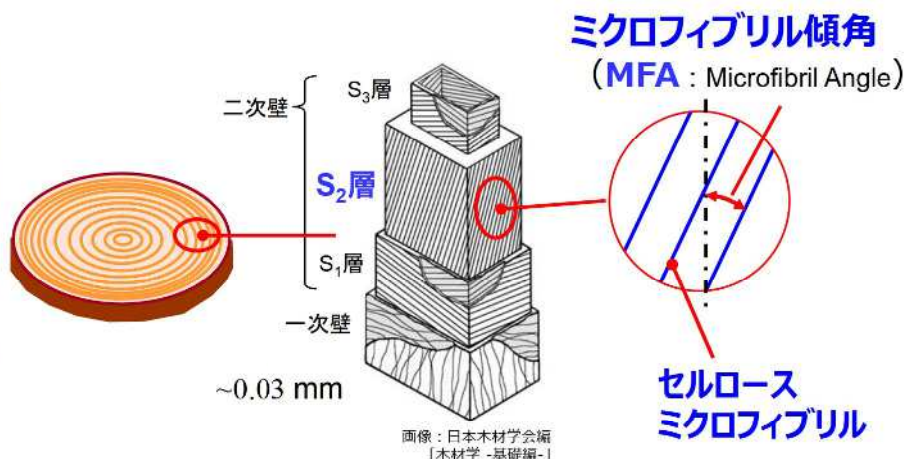 ミクロフィブリル傾角
（MFA：Microfibril Angle）
二次壁
S₃層
S₂層
S₁層
一次壁
~0.03 mm
セルロース
ミクロフィブリル
画像：日本木材学会編
「木材学 -基礎編-」